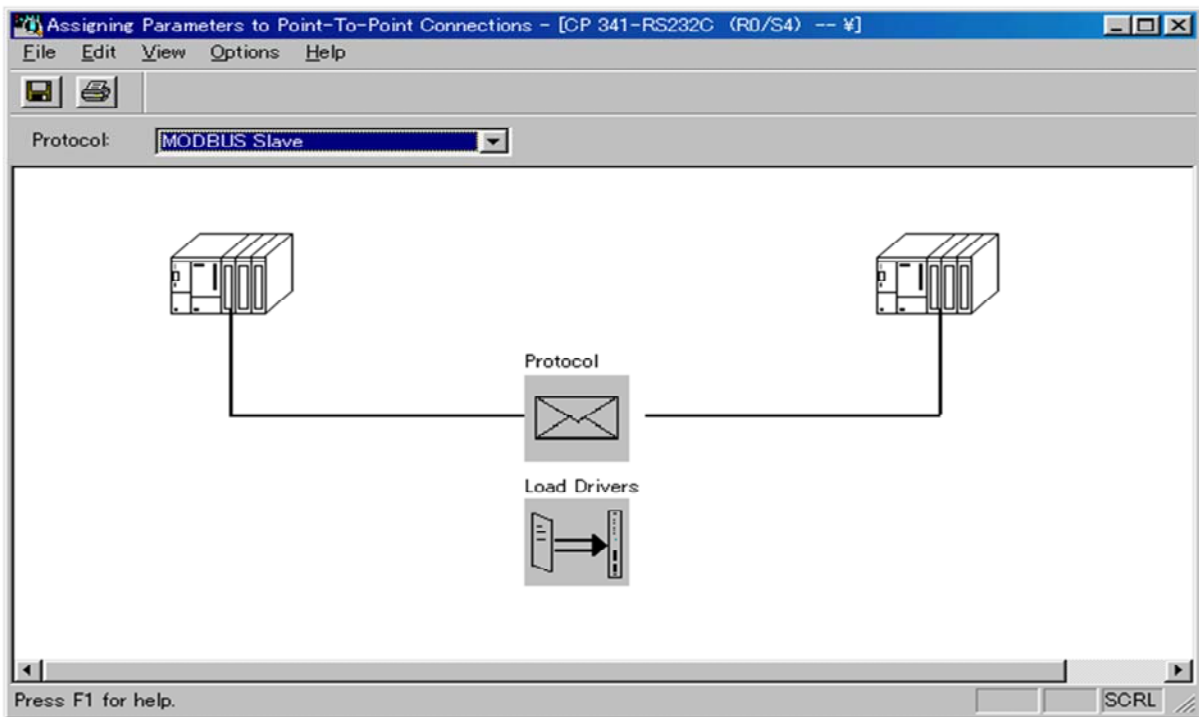 Assigning Parameters to Point-To-Point Connections - [CP 341-RS232C (R0/S4) -- ¥]
File Edit View Options Help
Protocol: MODBUS Slave
Protocol
Load Drivers
Press F1 for help. SCRL